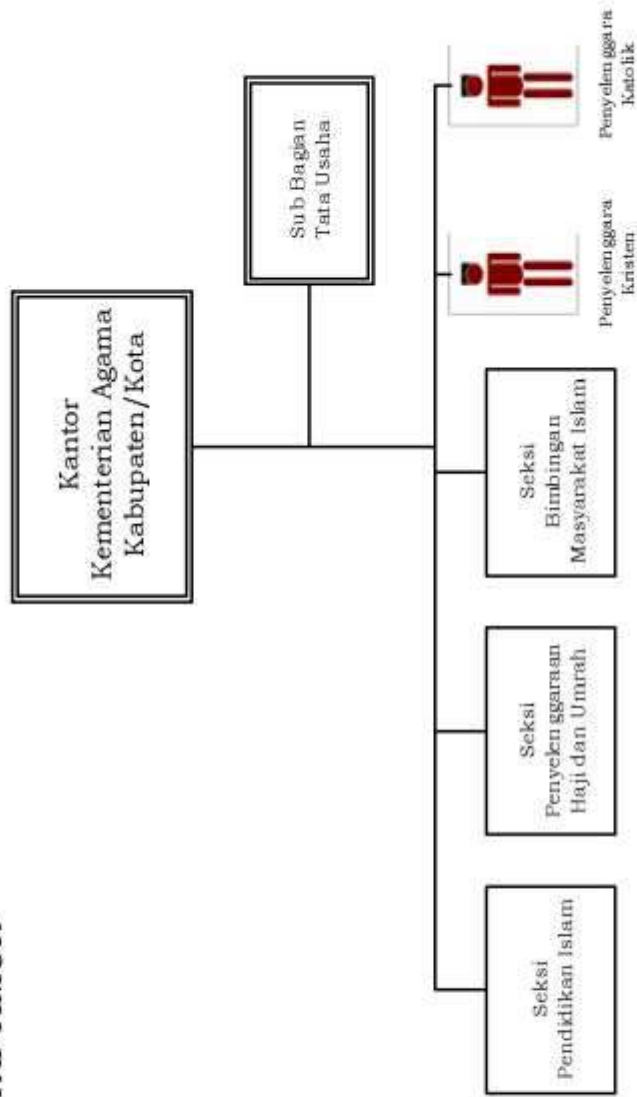 Kantor
Kementerian Agama
Kabupaten/Kota
Sub Bagian
Tata Usaha
Seksi
Pendidikan Islam
Seksi
Penyelenggaraan
Haji dan Umrah
Seksi
Bimbingan
Masyarakat Islam
Penyelenggara
Kristen
Penyelenggara
Katolik